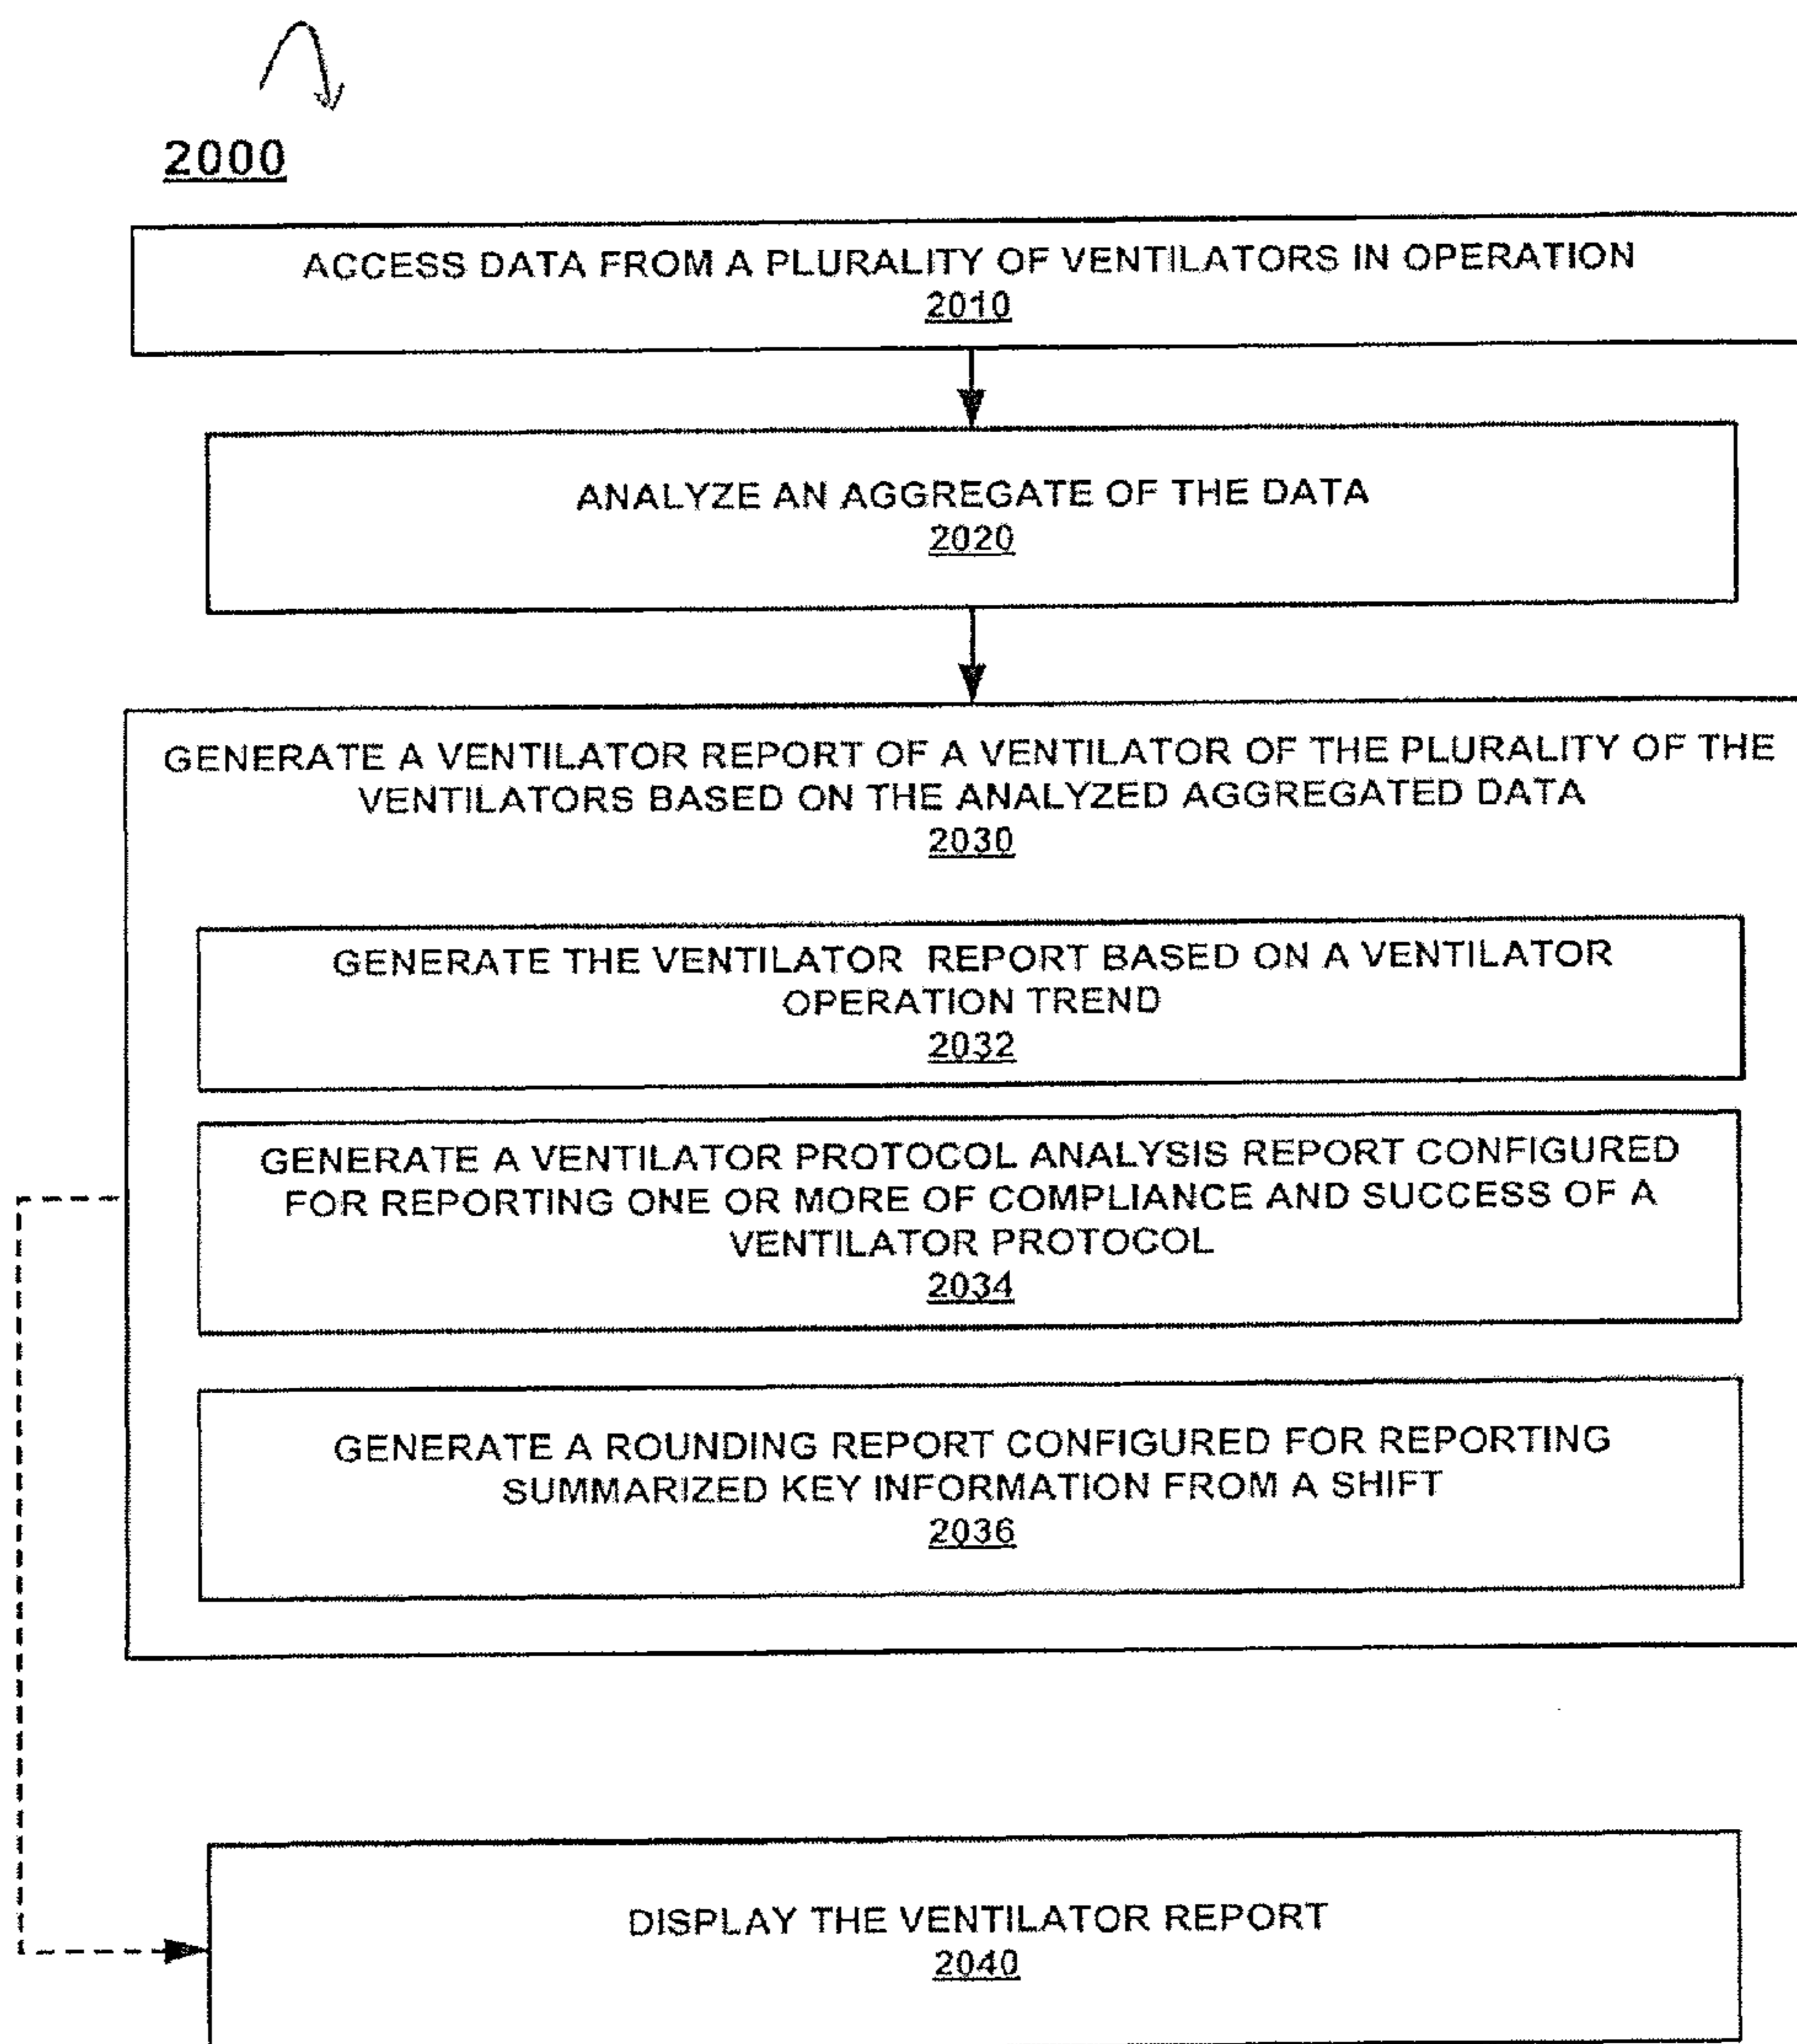 2000
ACCESS DATA FROM A PLURALITY OF VENTILATORS IN OPERATION
2010
ANALYZE AN AGGREGATE OF THE DATA
2020
GENERATE A VENTILATOR REPORT OF A VENTILATOR OF THE PLURALITY OF THE
VENTILATORS BASED ON THE ANALYZED AGGREGATED DATA
2030
GENERATE THE VENTILATOR REPORT BASED ON A VENTILATOR
OPERATION TREND
2032
GENERATE A VENTILATOR PROTOCOL ANALYSIS REPORT CONFIGURED
FOR REPORTING ONE OR MORE OF COMPLIANCE AND SUCCESS OF A
VENTILATOR PROTOCOL
2034
GENERATE A ROUNDING REPORT CONFIGURED FOR REPORTING
SUMMARIZED KEY INFORMATION FROM A SHIFT
2036
DISPLAY THE VENTILATOR REPORT
2040